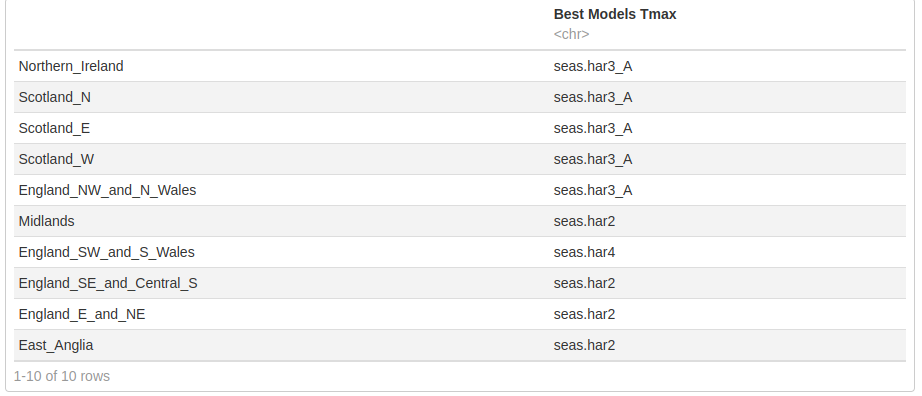 Best Models Tmax
<chr>
Northern_Ireland seas.har3_A
Scotland_N seas.har3_A
Scotland_E seas.har3_A
Scotland_W seas.har3_A
England_NW_and_N_Wales seas.har3_A
Midlands seas.har2
England_SW_and_S_Wales seas.har4
England_SE_and_Central_S seas.har2
England_E_and_NE seas.har2
East_Anglia seas.har2
1-10 of 10 rows